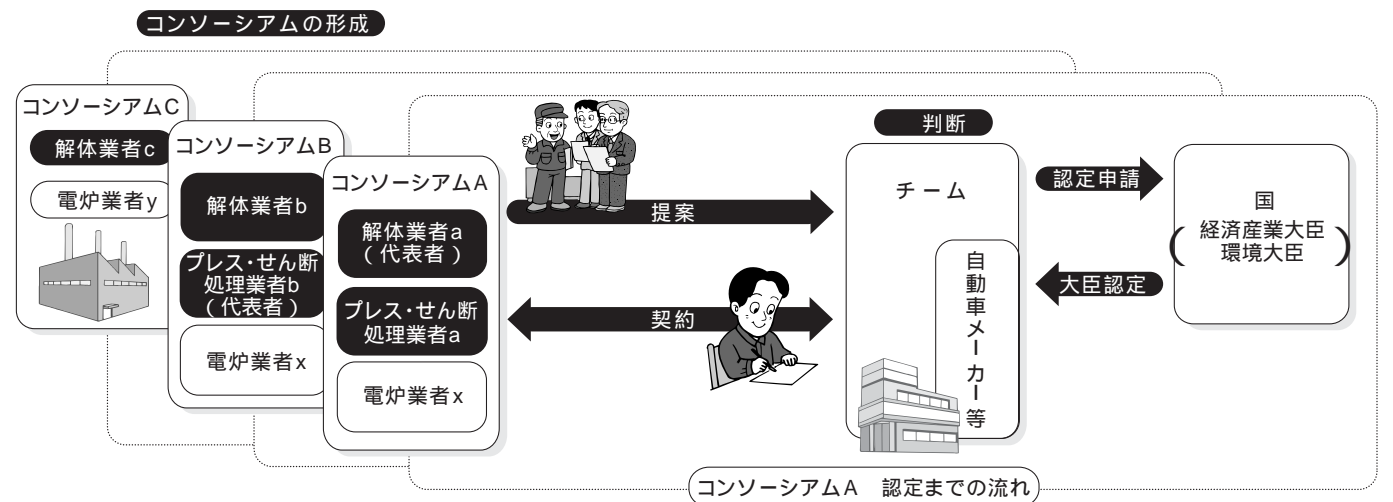 コンソーシアムの形成
コンソーシアムC
解体業者c
電炉業者y
コンソーシアムB
解体業者b
プレス・せん断
処理業者b
(代表者)
電炉業者x
コンソーシアムA
解体業者a
(代表者)
プレス・せん断
処理業者a
電炉業者x
提案
契約
判断
チーム
自動車メーカー等
認定申請
大臣認定
国
(経済産業大臣
環境大臣)
コンソーシアムA 認定までの流れ